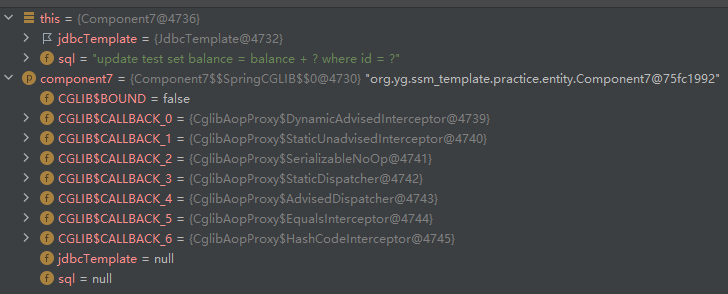 this = {Component7@4736}
jdbcTemplate = {JdbcTemplate@4732}
f sql = "update test set balance = balance + ? where id = ?"
p component7 = {Component7$$SpringCGLIB$$0@4730} "org.yg.ssm_template.practice.entity.Component7@75fc1992"
f CGLIB$BOUND = false
f CGLIB$CALLBACK_0 = {CglibAopProxy$DynamicAdvisedInterceptor@4739}
f CGLIB$CALLBACK_1 = {CglibAopProxy$StaticUnadvisedInterceptor@4740}
f CGLIB$CALLBACK_2 = {CglibAopProxy$SerializableNoOp@4741}
f CGLIB$CALLBACK_3 = {CglibAopProxy$StaticDispatcher@4742}
f CGLIB$CALLBACK_4 = {CglibAopProxy$AdvisedDispatcher@4743}
f CGLIB$CALLBACK_5 = {CglibAopProxy$EqualsInterceptor@4744}
f CGLIB$CALLBACK_6 = {CglibAopProxy$HashCodeInterceptor@4745}
f jdbcTemplate = null
f sql = null